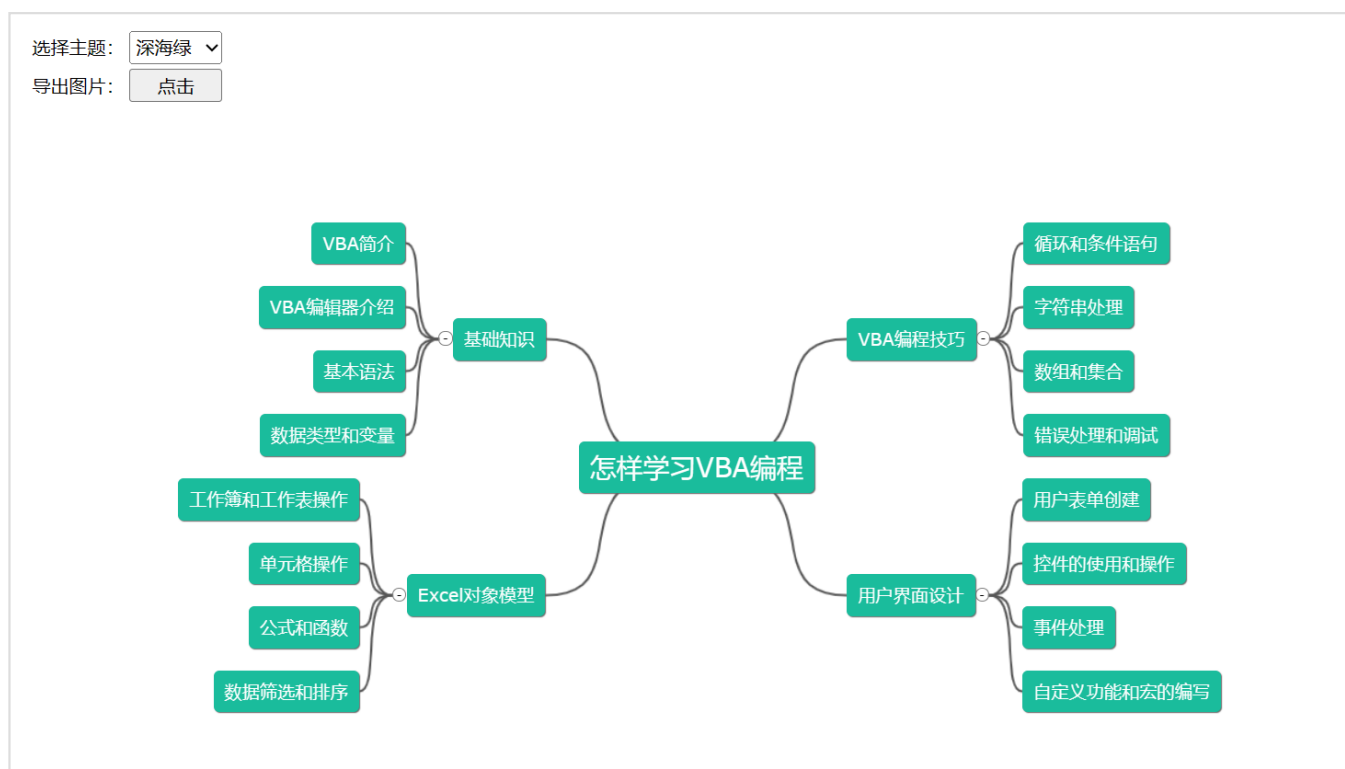 选择主题： 深海绿
导出图片： 点击
VBA简介
VBA编辑器介绍
基本语法
数据类型和变量
基础知识
工作簿和工作表操作
单元格操作
公式和函数
数据筛选和排序
Excel对象模型
怎样学习VBA编程
VBA编程技巧
循环和条件语句
字符串处理
数组和集合
错误处理和调试
用户界面设计
用户表单创建
控件的使用和操作
事件处理
自定义功能和宏的编写